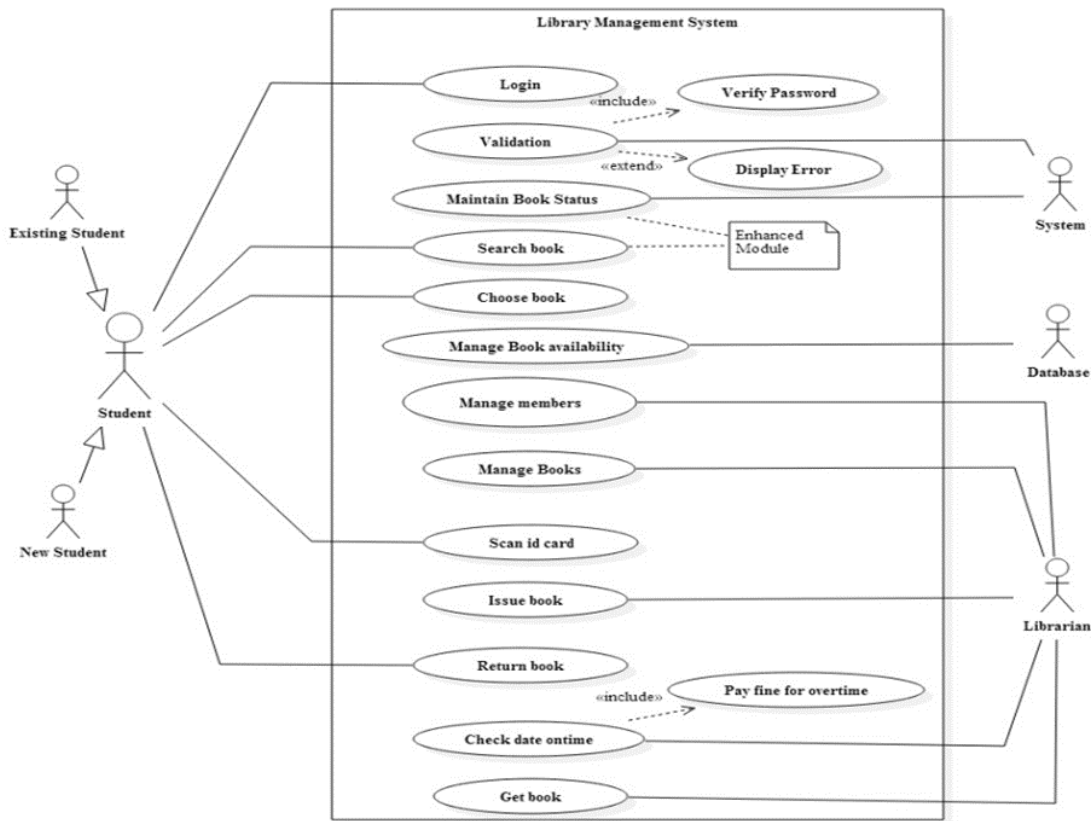 Library Management System
Login
«include»
Verify Password
Validation
«extend»
Display Error
Maintain Book Status
System
Existing Student
Search book
Enhanced
Module
Choose book
Manage Book availability
Database
Student
Manage members
Manage Books
New Student
Scan id card
Issue book
Librarian
Return book
«include»
Pay fine for overtime
Check date ontime
Get book